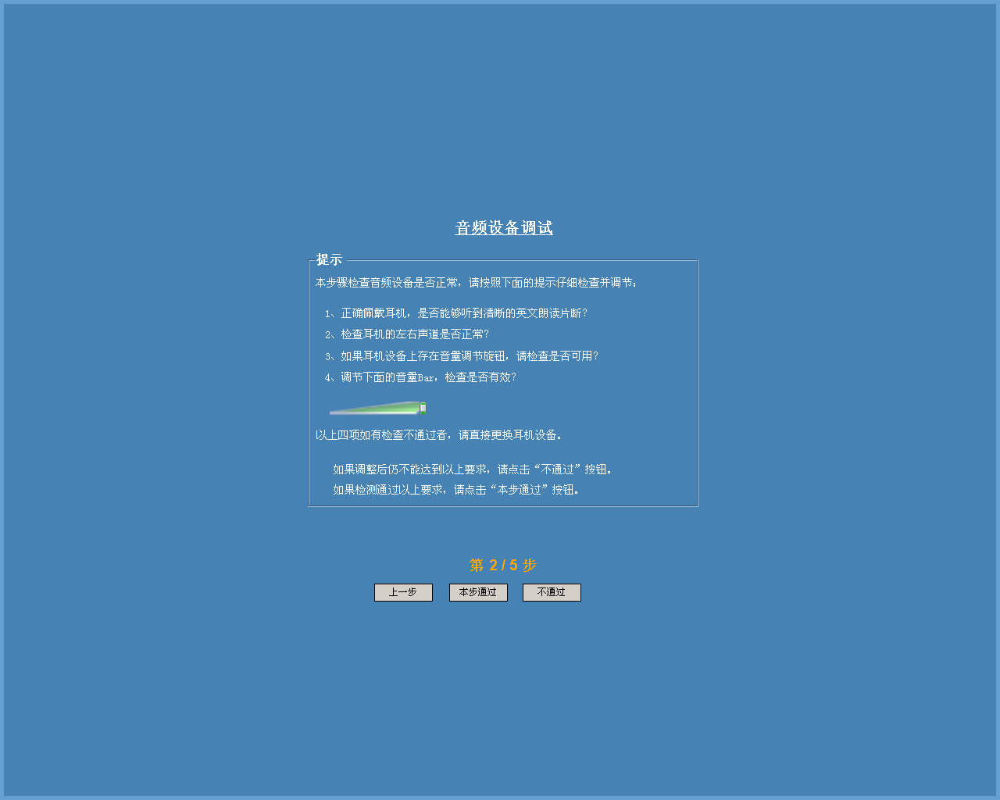 音频设备调试
提示
本步骤检查音频设备是否正常，请按照下面的提示仔细检查并调节：
1、正确佩戴耳机，是否能够听到清晰的英文朗读片断？
2、检查耳机的左右声道是否正常？
3、如果耳机设备上存在音量调节旋钮，请检查是否可用？
4、调节下面的音量Bar，检查是否有效？
以上四项如有检查不通过者，请直接更换耳机设备。
如果调整后仍不能达到以上要求，请点击“不通过”按钮。
如果检测通过以上要求，请点击“本步通过”按钮。
第 2 / 5 步
上一步 本步通过 不通过